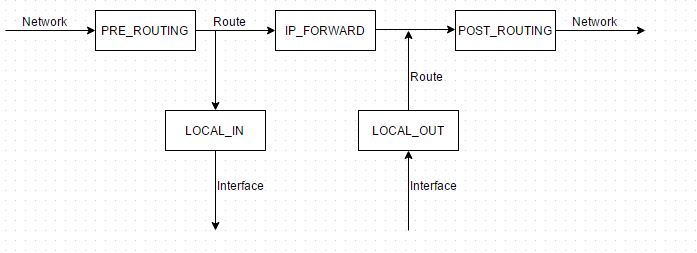 Network
Route
Network
PRE_ROUTING
IP_FORWARD
POST_ROUTING
Route
LOCAL_IN
LOCAL_OUT
Interface
Interface